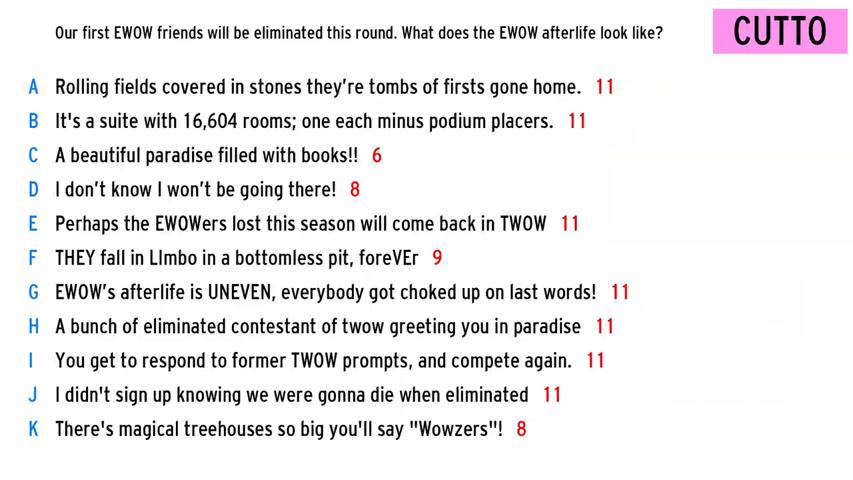 Our first EWOW friends will be eliminated this round. What does the EWOW afterlife look like?
CUTTO
A Rolling fields covered in stones they’re tombs of firsts gone home. 11
B It's a suite with 16,604 rooms; one each minus podium placers. 11
C A beautiful paradise filled with books!! 6
D I don’t know I won’t be going there! 8
E Perhaps the EWOWers lost this season will come back in TWOW 11
F THEY fall in LImbo in a bottomless pit, foreVEr 9
G EWOW’s afterlife is UNEVEN, everybody got choked up on last words! 11
H A bunch of eliminated contestant of twow greeting you in paradise 11
I You get to respond to former TWOW prompts, and compete again. 11
J I didn't sign up knowing we were gonna die when eliminated 11
K There's magical treehouses so big you'll say "Wowzers"! 8